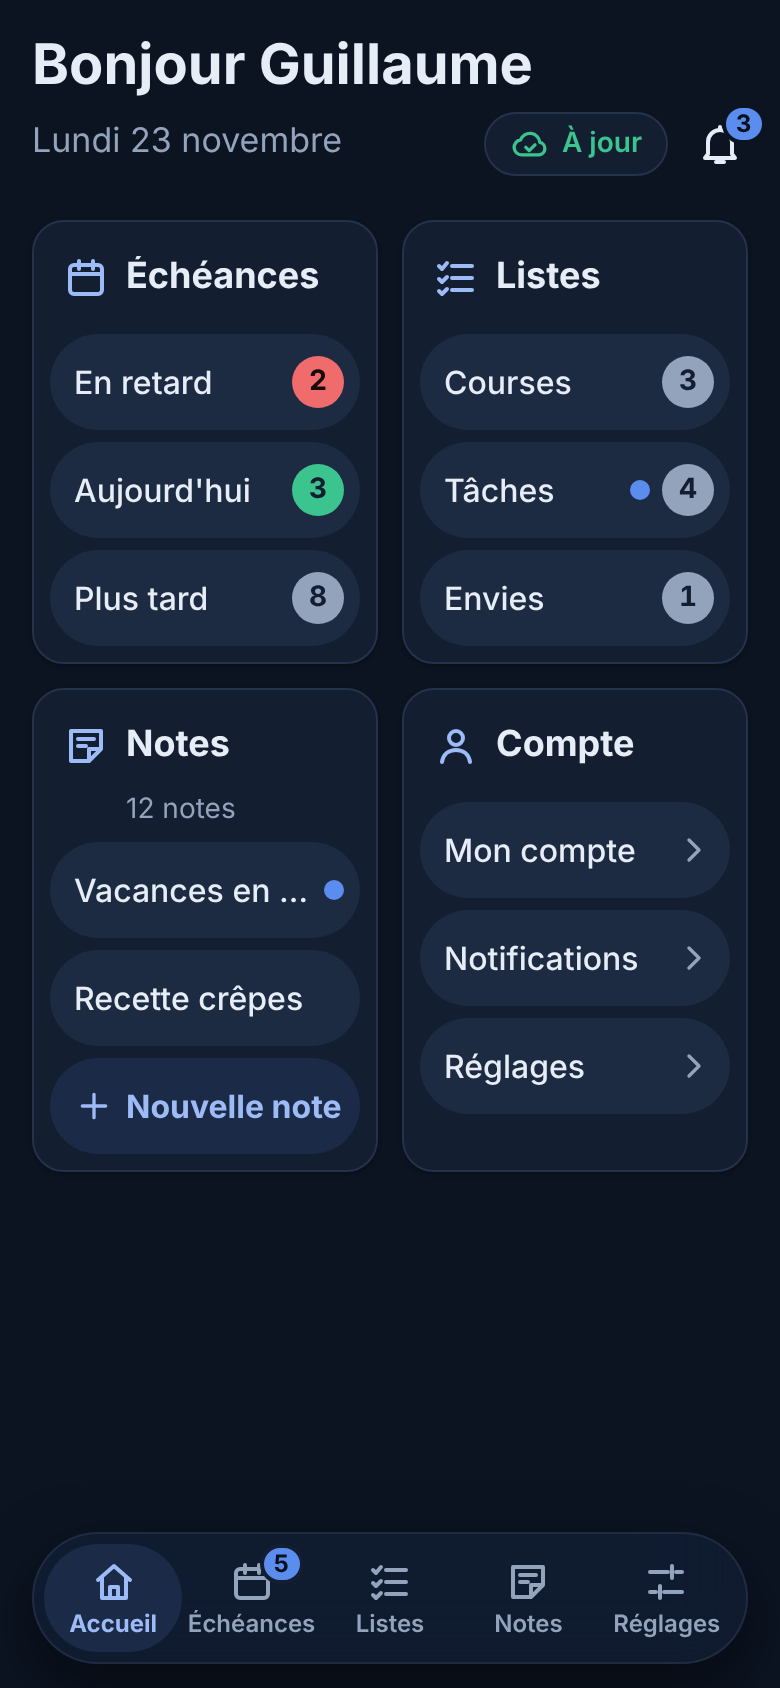 Bonjour Guillaume
Lundi 23 novembre
À jour
3
Échéances
En retard
2
Aujourd'hui
3
Plus tard
8
Listes
Courses
3
Tâches
4
Envies
1
Notes
12 notes
Vacances en ...
Recette crêpes
Nouvelle note
Compte
Mon compte
Notifications
Réglages
Accueil
5
Échéances
Listes
Notes
Réglages